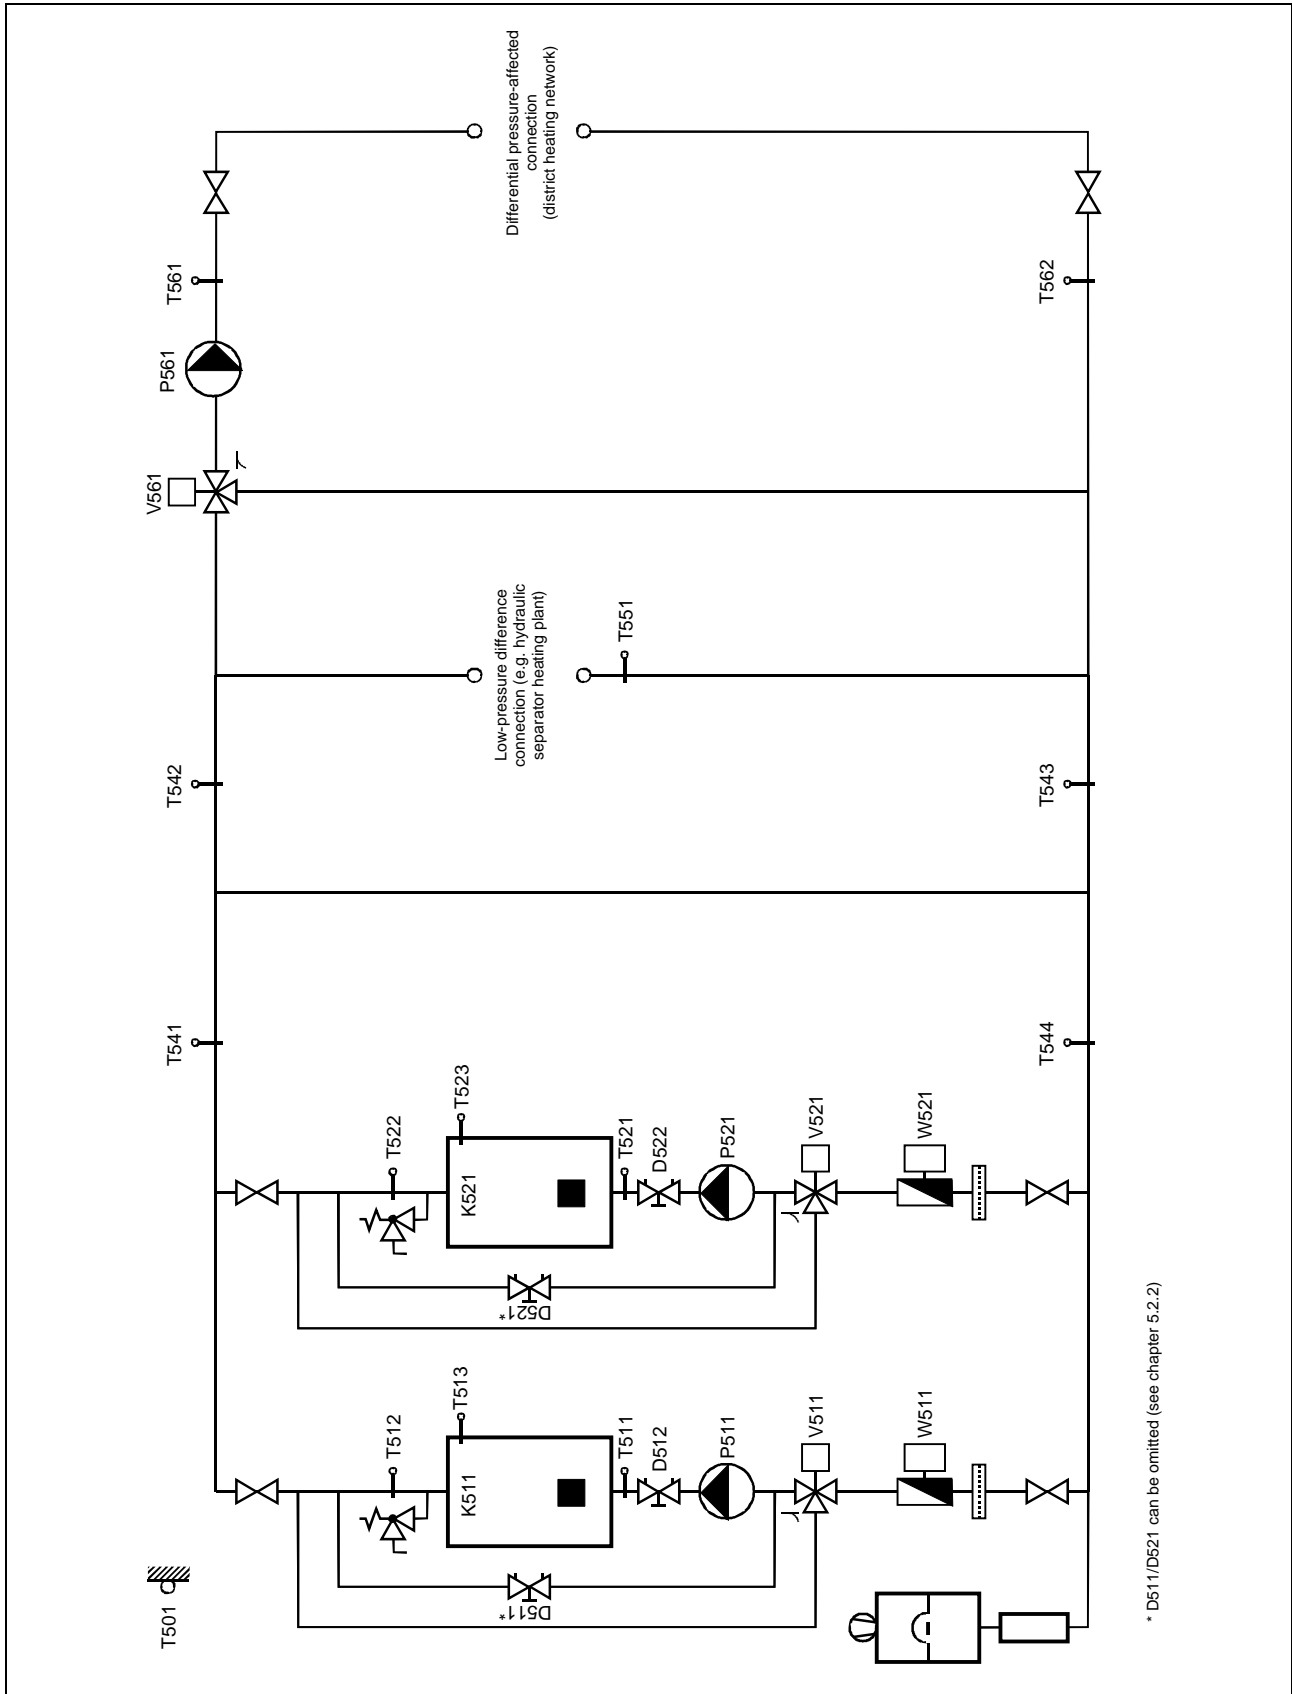 T501
K511
T512
T513
T511
D512
P511
V511
W511
D511*
K521
T522
T523
T521
D522
P521
V521
W521
D521*
T541
T544
T542
T543
Low-pressure difference
connection (e.g. hydraulic
separator heating plant)
T551
V561
P561
T561
T562
Differential pressure-affected
connection
(district heating network)
* D511/D521 can be omitted (see chapter 5.2.2)